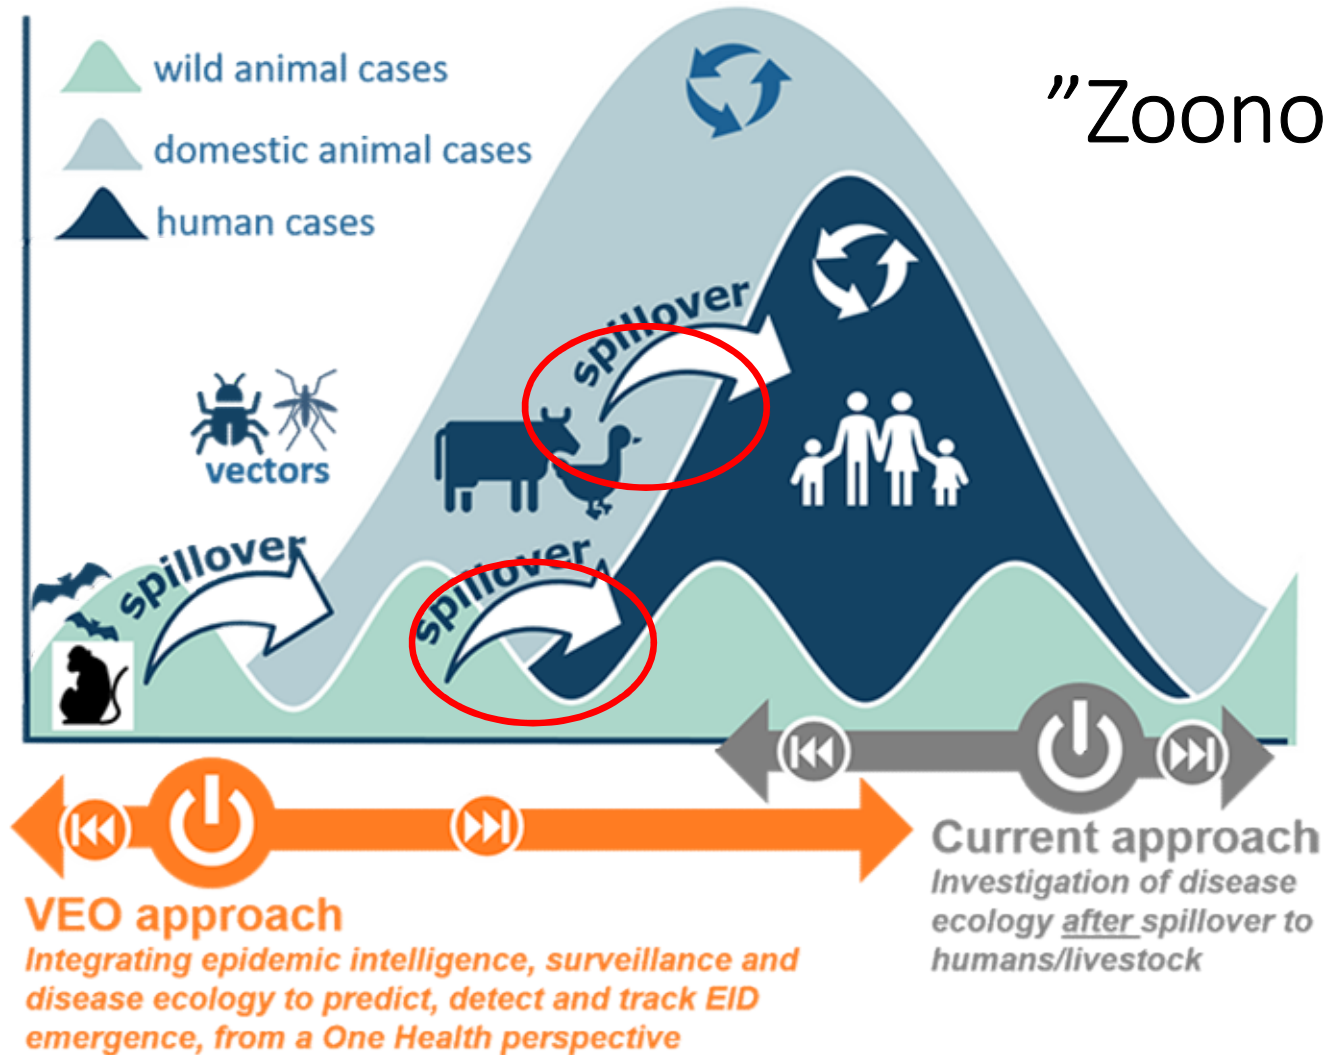 wild animal cases
”Zoono
domestic animal cases
human cases
spillover
vectors
spillover
spillover
VEO approach
Integrating epidemic intelligence, surveillance and
disease ecology to predict, detect and track EID
emergence, from a One Health perspective
Current approach
Investigation of disease
ecology after spillover to
humans/livestock